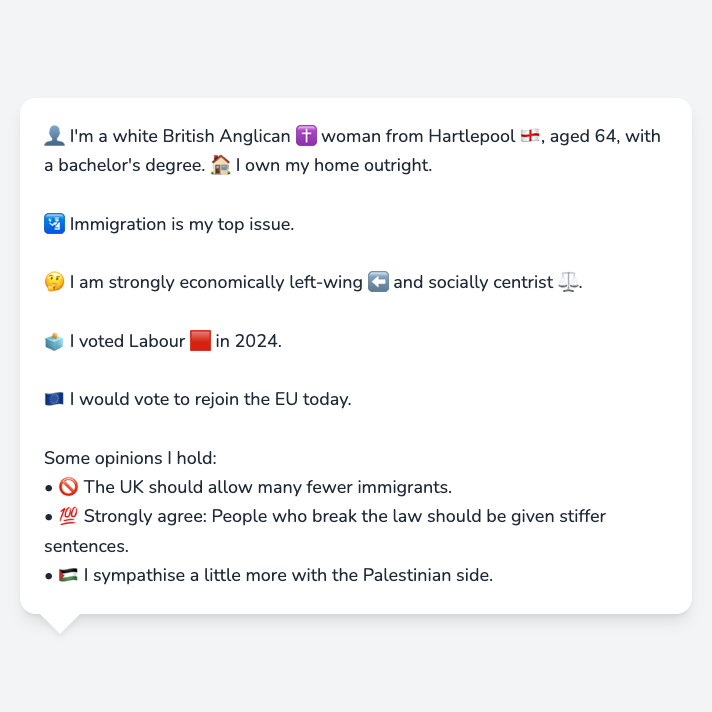 👤 I'm a white British Anglican ✝️ woman from Hartlepool 🏴󠁧󠁢󠁥󠁮󠁧󠁿, aged 64, with
a bachelor's degree. 🏠 I own my home outright.
🛂 Immigration is my top issue.
🤔 I am strongly economically left-wing ⬅️ and socially centrist ⚖️.
🗳️ I voted Labour 🟥 in 2024.
🇪🇺 I would vote to rejoin the EU today.
Some opinions I hold:
• 🚫 The UK should allow many fewer immigrants.
• 💯 Strongly agree: People who break the law should be given stiffer
sentences.
• 🇵🇸 I sympathise a little more with the Palestinian side.